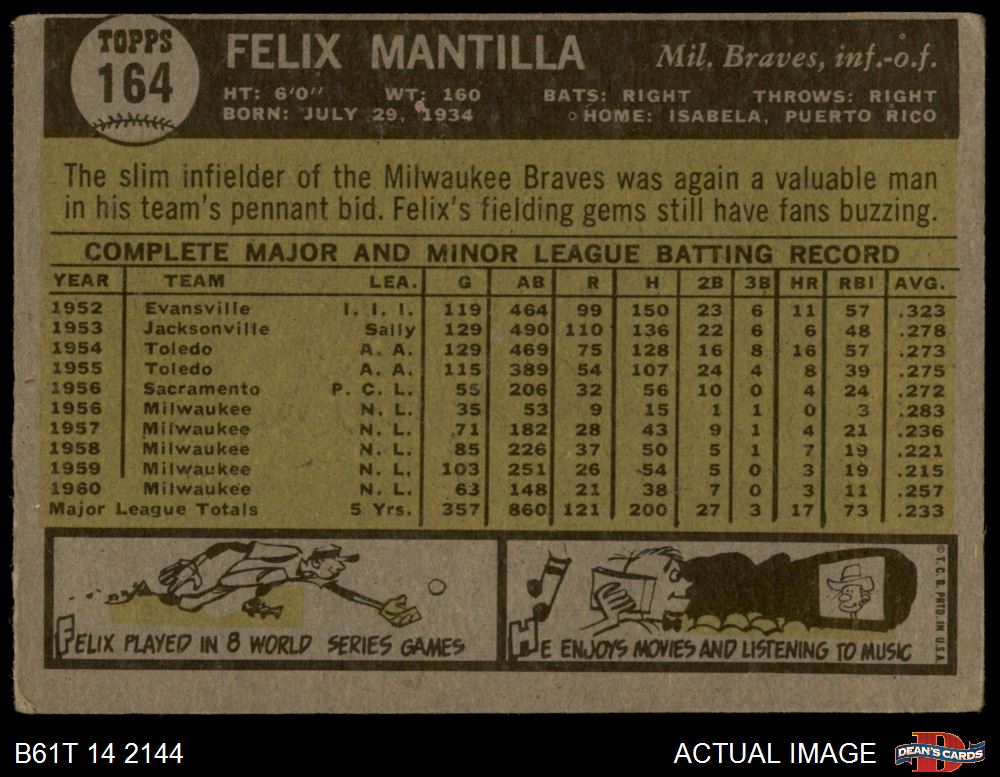 TOPPS
164
FELIX MANTILLA
Mil. Braves, inf.-o.f.
HT: 6'0" WT: 160 BATS: RIGHT THROWS: RIGHT
BORN: JULY 29, 1934 HOME: ISABELA, PUERTO RICO
The slim infielder of the Milwaukee Braves was again a valuable man
in his team's pennant bid. Felix's fielding gems still have fans buzzing.
COMPLETE MAJOR AND MINOR LEAGUE BATTING RECORD
YEAR TEAM LEA. G AB R H 2B 3B HR RBI AVG.
1952 Evansville I. I. I. 119 464 99 150 23 6 11 57 .323
1953 Jacksonville Sally 129 490 110 136 22 6 6 48 .278
1954 Toledo A. A. 129 469 75 128 16 8 16 57 .273
1955 Toledo A. A. 115 389 54 107 24 4 8 39 .275
1956 Sacramento P. C. L. 55 206 32 56 10 0 4 24 .272
1956 Milwaukee N. L. 35 53 9 15 1 1 0 3 .283
1957 Milwaukee N. L. 71 182 28 43 9 1 4 21 .236
1958 Milwaukee N. L. 85 226 37 50 5 1 7 19 .221
1959 Milwaukee N. L. 103 251 26 54 5 0 3 19 .215
1960 Milwaukee N. L. 63 148 21 38 7 0 3 11 .257
Major League Totals 5 Yrs. 357 860 121 200 27 3 17 73 .233
FELIX PLAYED IN 8 WORLD SERIES GAMES
HE ENJOYS MOVIES AND LISTENING TO MUSIC
© T. C. G. PRTD. IN U.S.A.
B61T 14 2144
ACTUAL IMAGE
DEAN'S CARDS